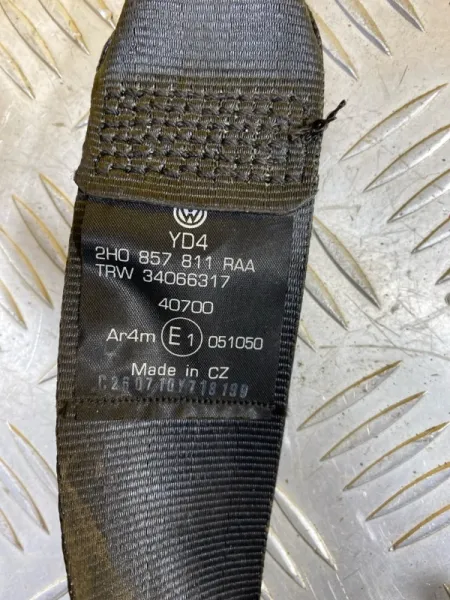 YD4
2H0 857 811 RAA
TRW 34066317
40700
Ar4m E1 051050
Made in CZ